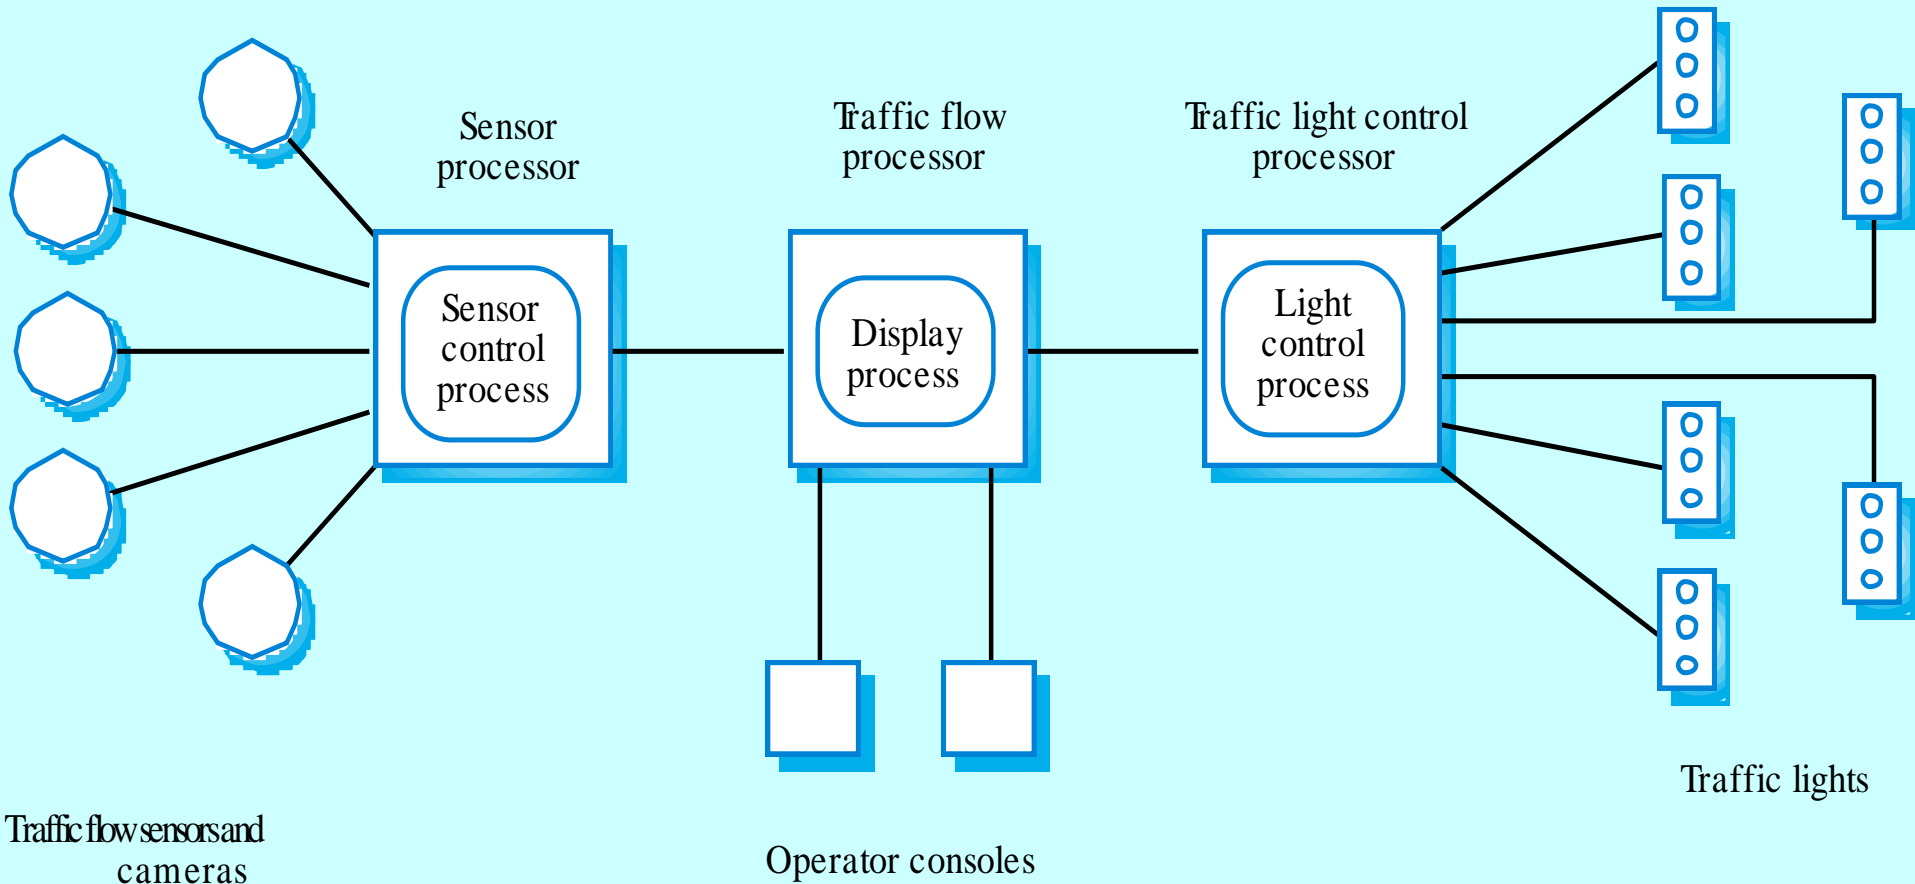 Sensor
processor
Traffic flow
processor
Traffic light control
processor
Sensor
control
process
Display
process
Light
control
process
Traffic lights
Traffic flow sensors and
cameras
Operator consoles